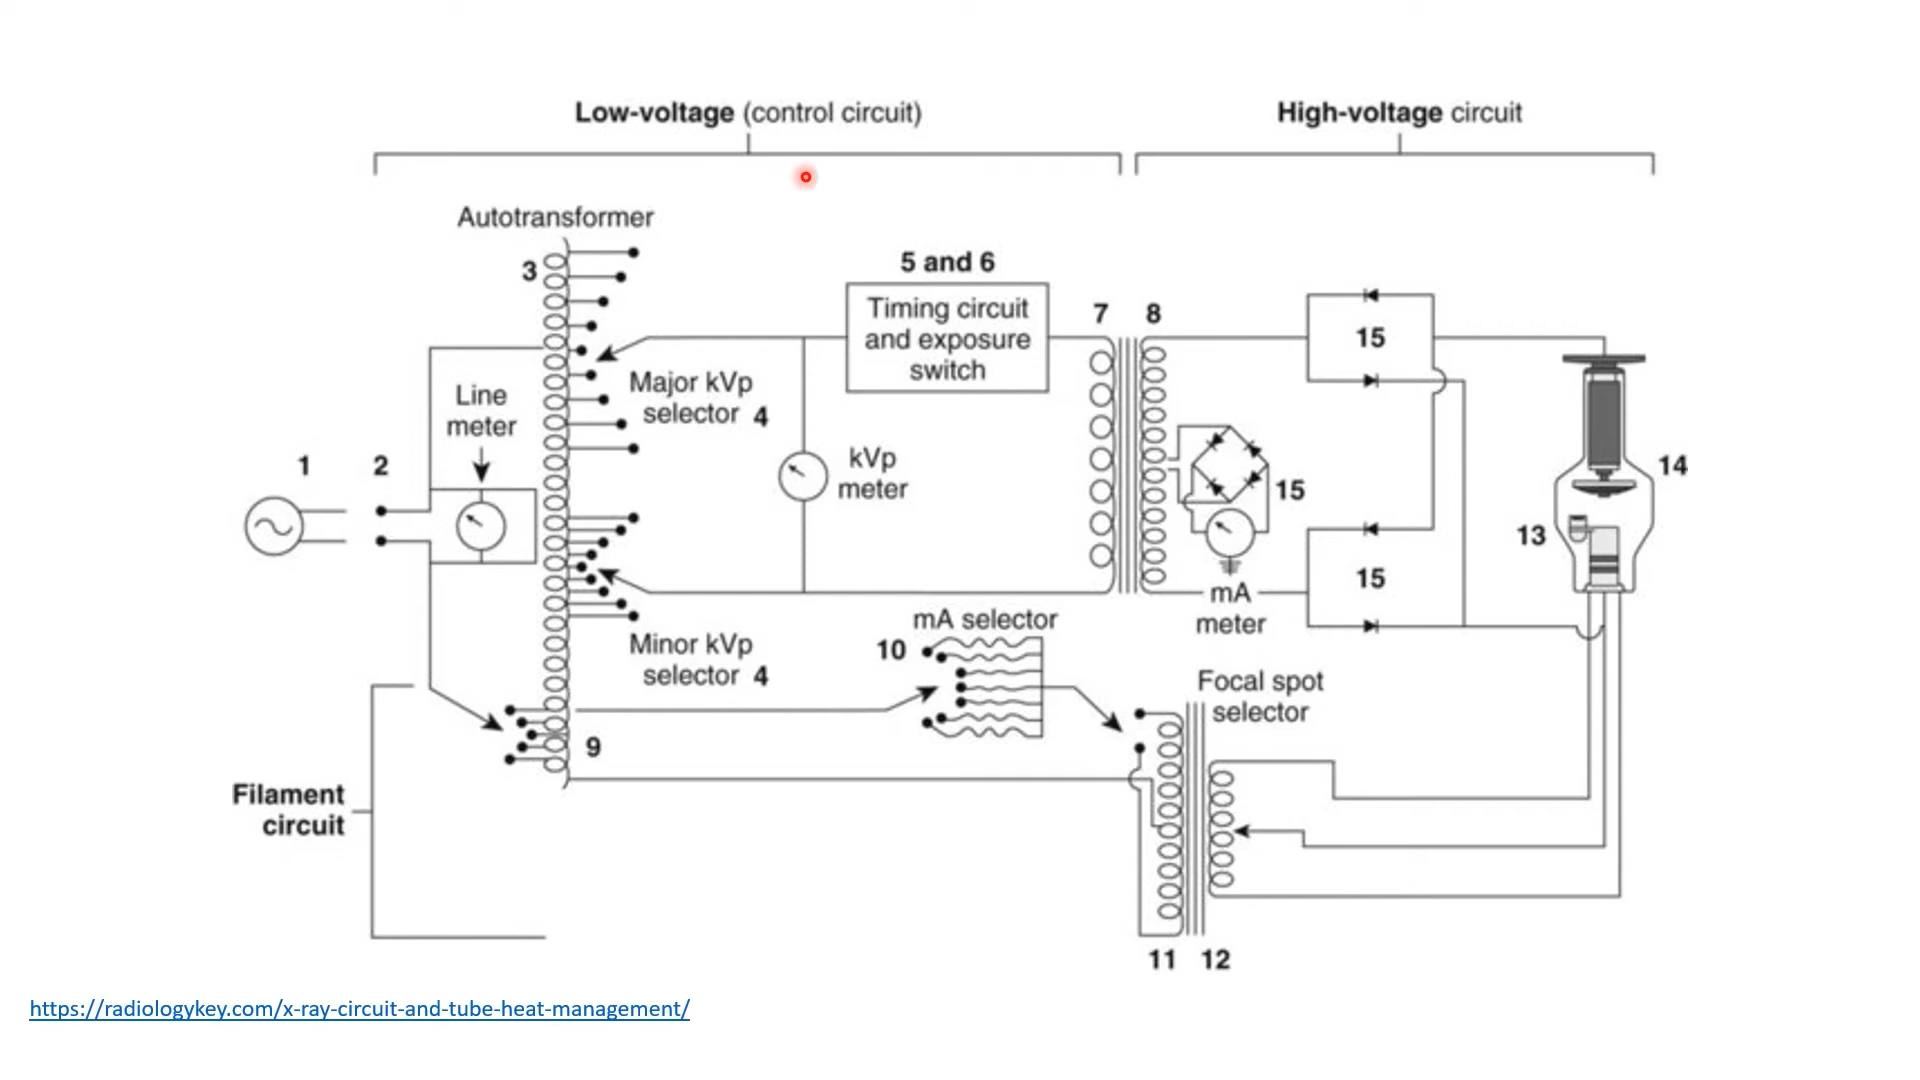 Low-voltage (control circuit)
High-voltage circuit
Autotransformer
3
5 and 6
Timing circuit
and exposure
switch
7
8
15
Major kVp
selector 4
Line
meter
kVp
meter
1
2
15
14
13
15
mA
meter
Minor kVp
selector 4
mA selector
10
Focal spot
selector
9
Filament
circuit
11
12
https://radiologykey.com/x-ray-circuit-and-tube-heat-management/